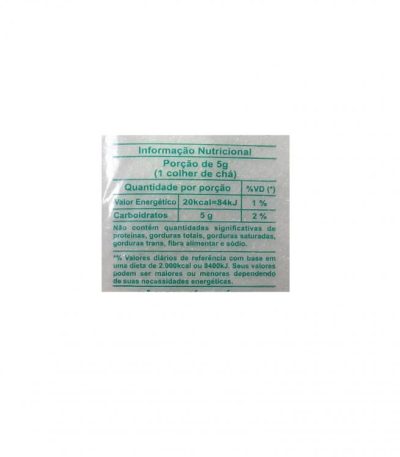 Informação Nutricional
Porção de 5g
(1 colher de chá)
Quantidade por porção %VD (*)
Valor Energético 20kcal=84kJ 1 %
Carboidratos 5 g 2 %
Não contém quantidades significativas de
proteínas, gorduras totais, gorduras saturadas,
gorduras trans, fibra alimentar e sódio.
*% Valores diários de referência com base em
uma dieta de 2.000kcal ou 8400kJ. Seus valores
podem ser maiores ou menores dependendo
de suas necessidades energéticas.